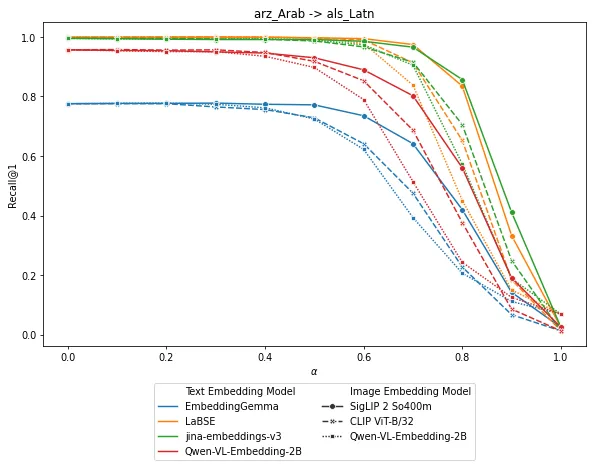 arz_Arab -> als_Latn
1.0
0.8
0.6
0.4
0.2
0.0
Recall@1
0.0 0.2 0.4 0.6 0.8 1.0
α
Text Embedding Model Image Embedding Model
EmbeddingGemma SigLIP 2 So400m
LaBSE CLIP ViT-B/32
jina-embeddings-v3 Qwen-VL-Embedding-2B
Qwen-VL-Embedding-2B